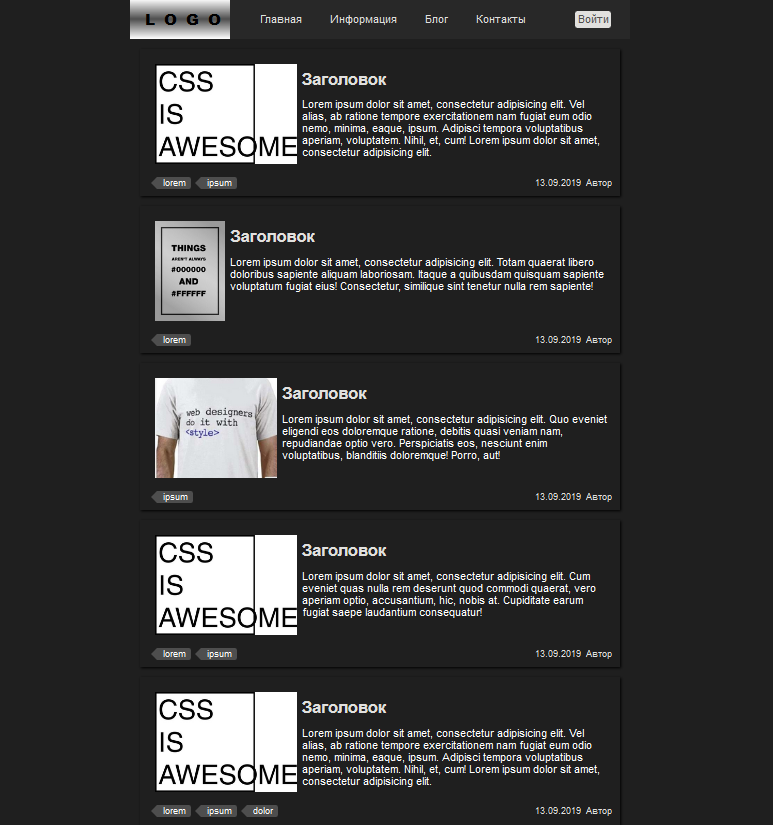 LOGO Главная Информация Блог Контакты Войти
CSS
IS
AWESOME
Заголовок
Lorem ipsum dolor sit amet, consectetur adipisicing elit. Vel
alias, ab ratione tempore exercitationem nam fugiat eum odio
nemo, minima, eaque, ipsum. Adipisci tempora voluptatibus
aperiam, voluptatem. Nihil, et, cum! Lorem ipsum dolor sit amet,
consectetur adipisicing elit.
lorem ipsum 13.09.2019 Автор
THINGS
AREN'T ALWAYS
#000000
AND
#FFFFFF
Заголовок
Lorem ipsum dolor sit amet, consectetur adipisicing elit. Totam quaerat libero
doloribus sapiente aliquam laboriosam. Itaque a quibusdam quisquam sapiente
voluptatum fugiat eius! Consectetur, similique sint tenetur nulla rem sapiente!
lorem 13.09.2019 Автор
web designers
do it with
<style>
Заголовок
Lorem ipsum dolor sit amet, consectetur adipisicing elit. Quo eveniet
eligendi eos doloremque ratione, debitis quasi veniam nam,
repudiandae optio vero. Perspiciatis eos, nesciunt enim
voluptatibus, blanditiis doloremque! Porro, aut!
ipsum 13.09.2019 Автор
CSS
IS
AWESOME
Заголовок
Lorem ipsum dolor sit amet, consectetur adipisicing elit. Cum
eveniet quas nulla rem deserunt quod commodi quaerat, vero
aperiam optio, accusantium, hic, nobis at. Cupiditate earum
fugiat saepe laudantium consequatur!
lorem ipsum 13.09.2019 Автор
CSS
IS
AWESOME
Заголовок
Lorem ipsum dolor sit amet, consectetur adipisicing elit. Vel
alias, ab ratione tempore exercitationem nam fugiat eum odio
nemo, minima, eaque, ipsum. Adipisci tempora voluptatibus
aperiam, voluptatem. Nihil, et, cum! Lorem ipsum dolor sit amet,
consectetur adipisicing elit.
lorem ipsum dolor 13.09.2019 Автор